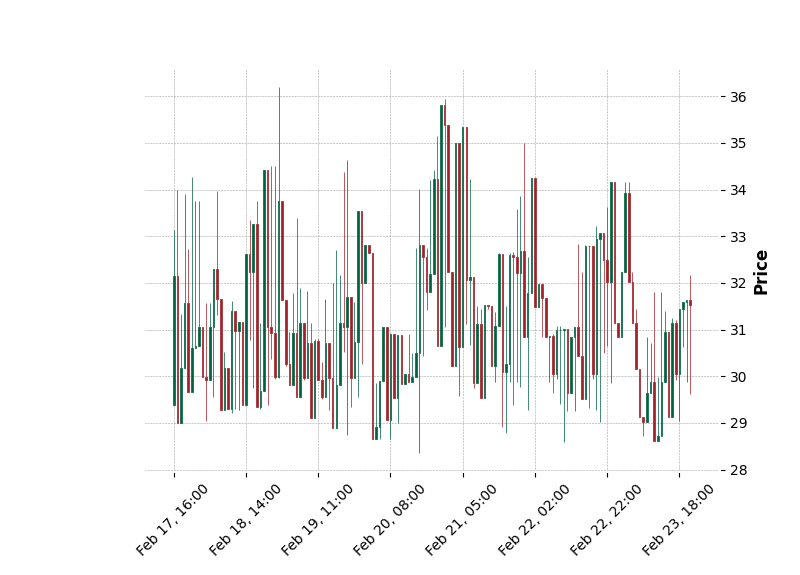 36
35
34
33
32
31
30
29
28
Price
Feb 17, 16:00
Feb 18, 14:00
Feb 19, 11:00
Feb 20, 08:00
Feb 21, 05:00
Feb 22, 02:00
Feb 22, 22:00
Feb 23, 18:00